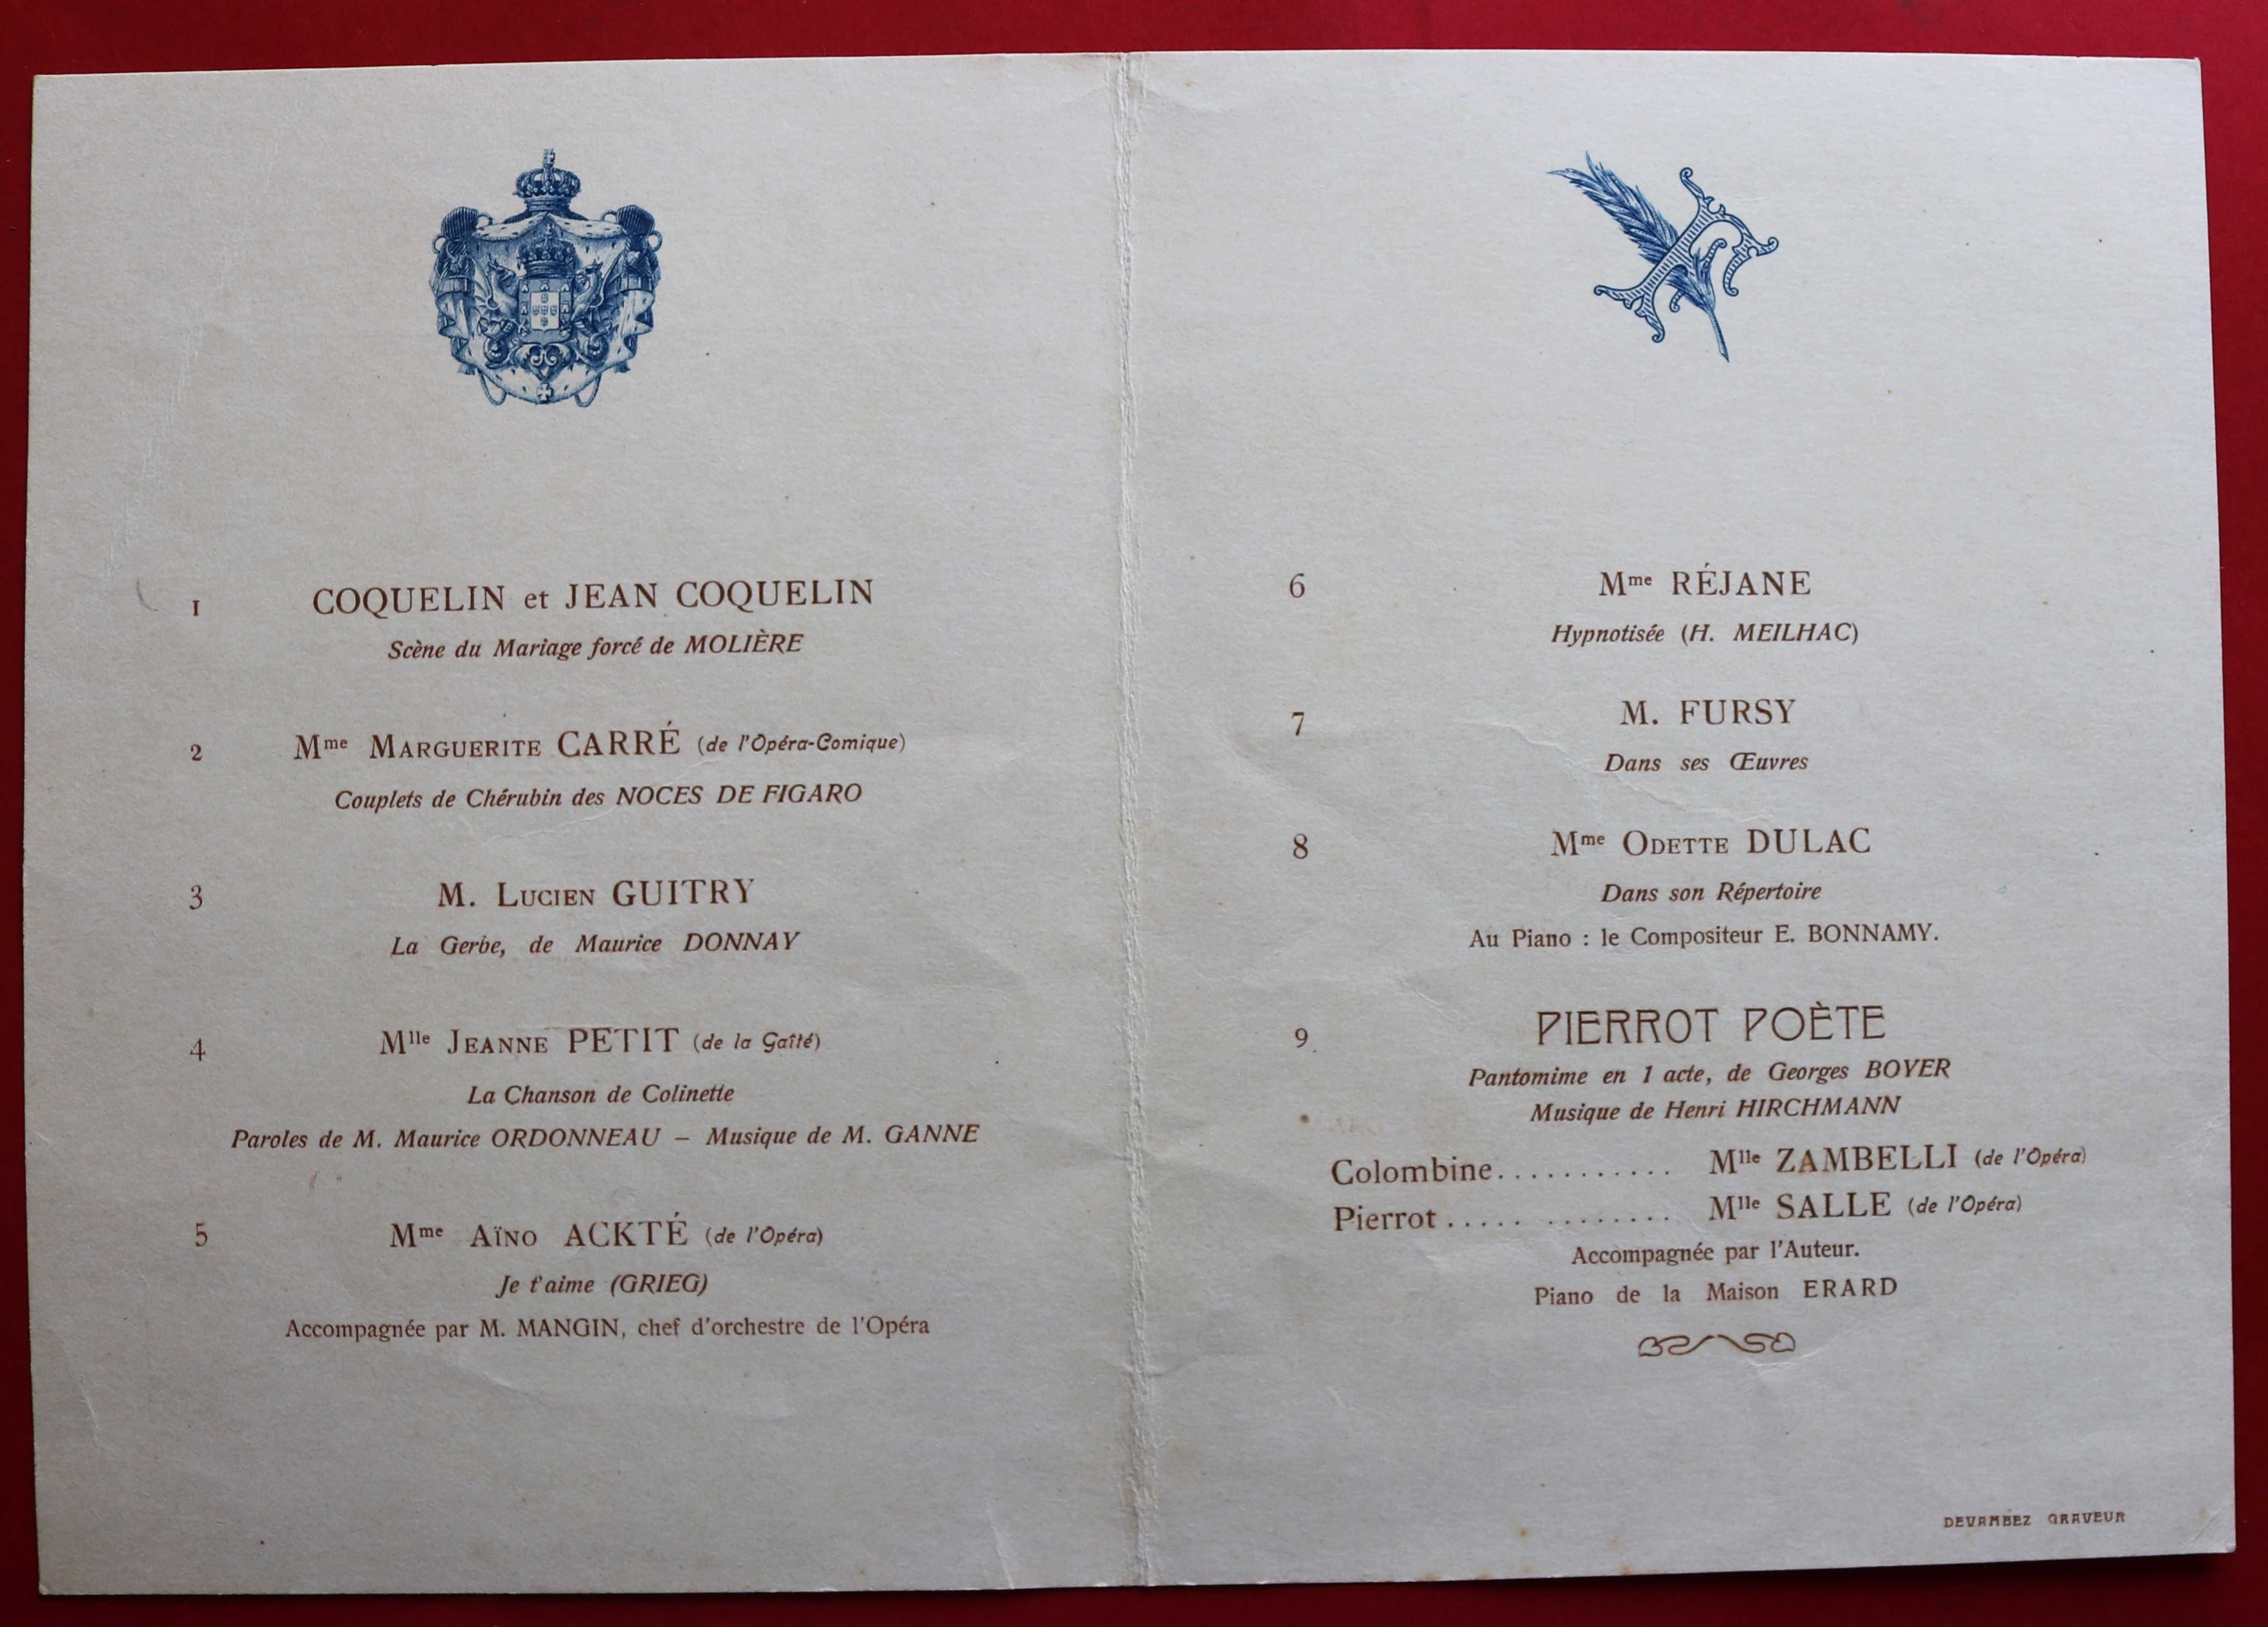 1 COQUELIN et JEAN COQUELIN
Scène du Mariage forcé de MOLIÈRE
2 Mme MARGUERITE CARRÉ (de l'Opéra-Comique)
Couplets de Chérubin des NOCES DE FIGARO
3 M. LUCIEN GUITRY
La Gerbe, de Maurice DONNAY
4 Mlle JEANNE PETIT (de la Gaîté)
La Chanson de Colinette
Paroles de M. Maurice ORDONNEAU – Musique de M. GANNE
5 Mme AÏNO ACKTÉ (de l'Opéra)
Je t'aime (GRIEG)
Accompagnée par M. MANGIN, chef d'orchestre de l'Opéra
6 Mme RÉJANE
Hypnotisée (H. MEILHAC)
7 M. FURSY
Dans ses Œuvres
8 Mme ODETTE DULAC
Dans son Répertoire
Au Piano : le Compositeur E. BONNAMY.
9 PIERROT POÈTE
Pantomime en 1 acte, de Georges BOYER
Musique de Henri HIRCHMANN
Colombine........... Mlle ZAMBELLI (de l'Opéra)
Pierrot..... ........ Mlle SALLE (de l'Opéra)
Accompagnée par l'Auteur.
Piano de la Maison ERARD
DEVAMBEZ GRAVEUR